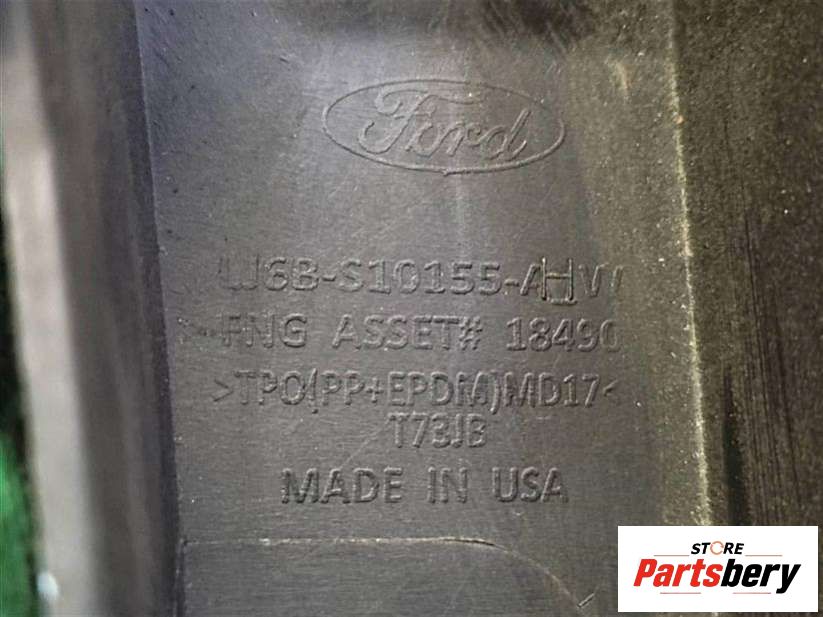 Ford
LJ6B-S10155-AHW
FNG ASSET# 18490
>TPO(PP+EPDM)MD17<
T73JB
MADE IN USA
STORE
Partsbery